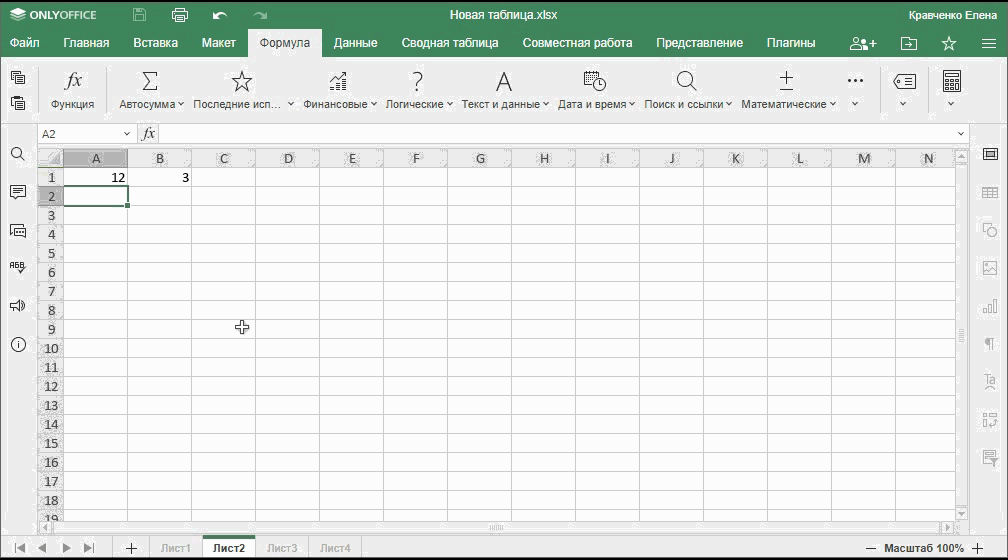 ONLYOFFICE
Новая таблица.xlsx
Кравченко Елена
Файл Главная Вставка Макет Формула Данные Сводная таблица Совместная работа Представление Плагины
Функция Автосумма Последние исп... Финансовые Логические Текст и данные Дата и время Поиск и ссылки Математические
A2 fx
A B C D E F G H I J K L M N
1 12 3
2
3
4
5
6
7
8
9
10
11
12
13
14
15
16
17
18
19
Лист1 Лист2 Лист3 Лист4 Масштаб 100%